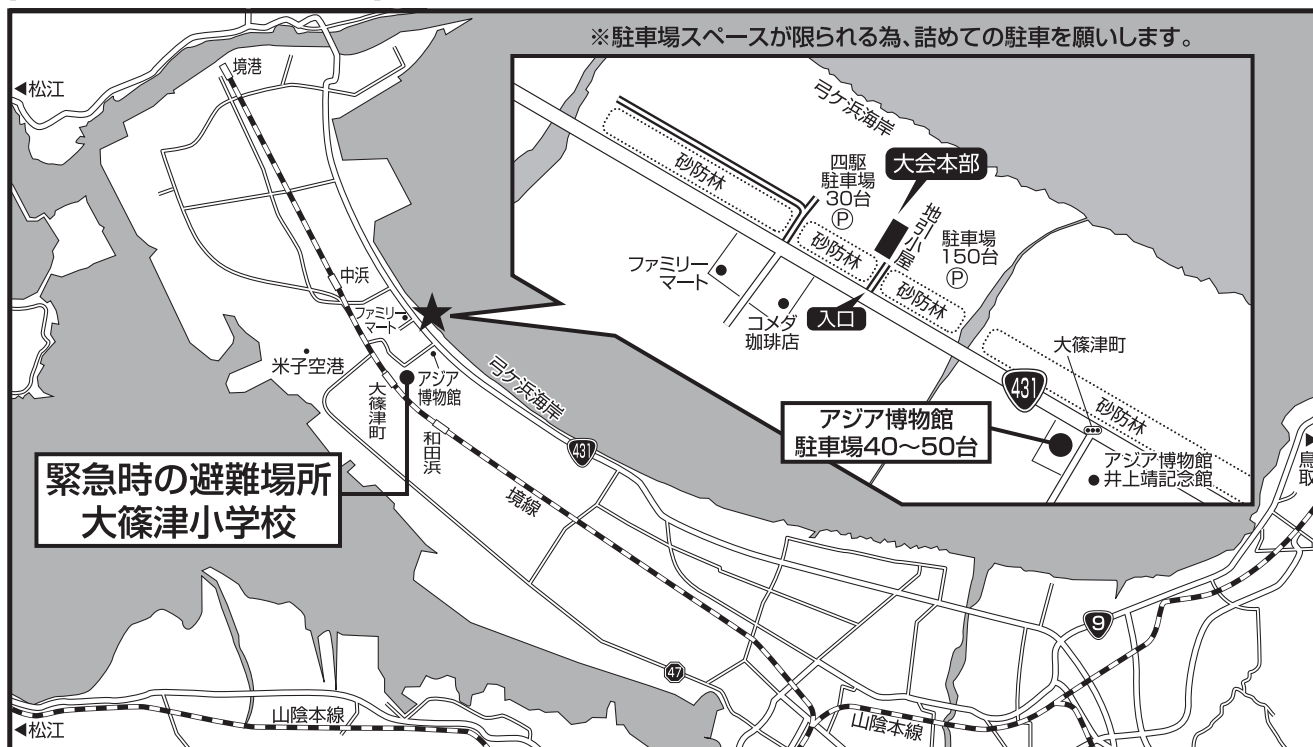 ※駐車場スペースが限られる為、詰めての駐車を願いします。
◀松江
境港
弓ケ浜海岸
砂防林
四駆
駐車場
30台
P
大会本部
地引小屋
駐車場
150台
P
砂防林
砂防林
ファミリー
マート
コメダ
珈琲店
入口
大篠津町
431
砂防林
アジア博物館
駐車場40〜50台
アジア博物館
井上靖記念館
中浜
ファミリー
マート
米子空港
アジア
博物館
大篠津町
弓ケ浜海岸
和田浜
431
境線
緊急時の避難場所
大篠津小学校
▶鳥取
9
47
山陰本線
山陰本線
◀松江